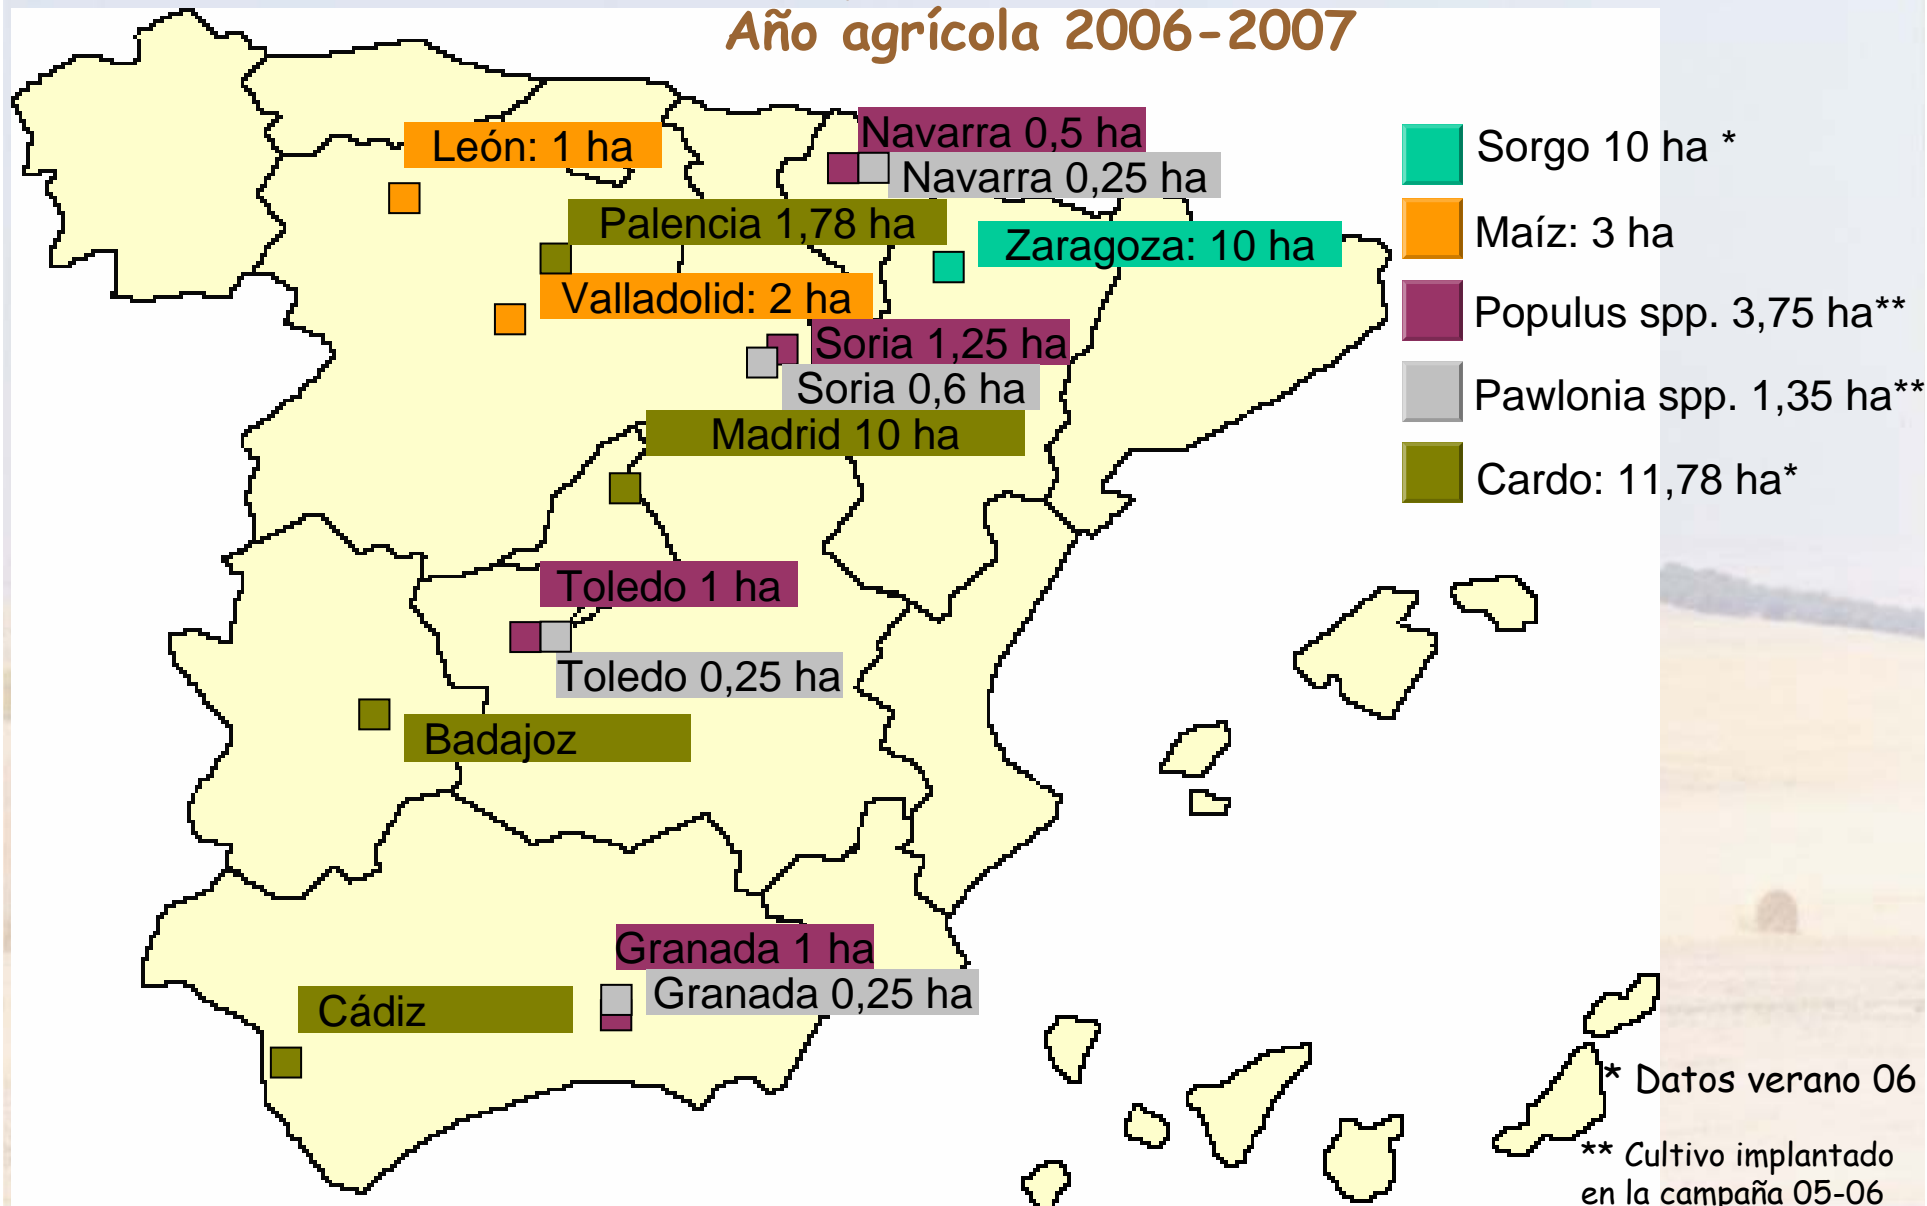 Año agrícola 2006-2007
León: 1 ha
Navarra 0,5 ha
Navarra 0,25 ha
Palencia 1,78 ha
Zaragoza: 10 ha
Valladolid: 2 ha
Soria 1,25 ha
Soria 0,6 ha
Madrid 10 ha
Toledo 1 ha
Toledo 0,25 ha
Badajoz
Granada 1 ha
Granada 0,25 ha
Cádiz
Sorgo 10 ha *
Maíz: 3 ha
Populus spp. 3,75 ha**
Pawlonia spp. 1,35 ha**
Cardo: 11,78 ha*
* Datos verano 06
** Cultivo implantado
en la campaña 05-06